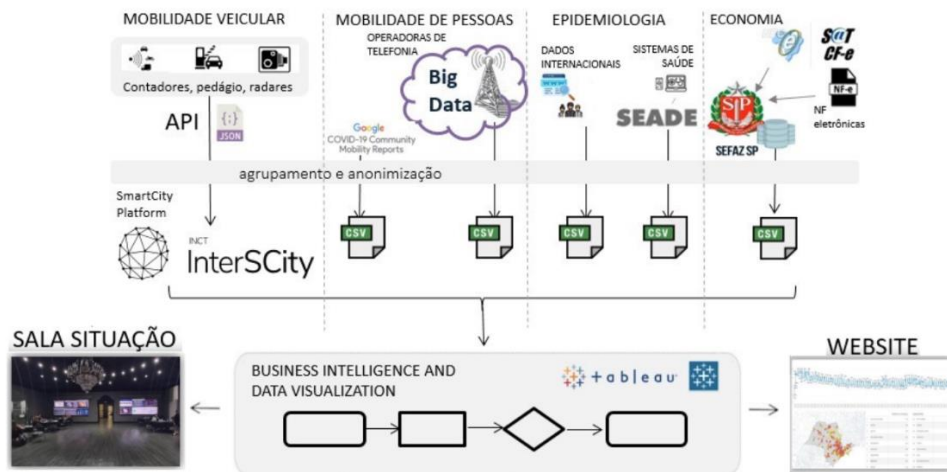 MOBILIDADE VEICULAR
MOBILIDADE DE PESSOAS
EPIDEMIOLOGIA
ECONOMIA
Contadores, pedágio, radares
API
{:}
JSON
OPERADORAS DE
TELEFONIA
Big
Data
Google
COVID-19 Community
Mobility Reports
DADOS
INTERNACIONAIS
SISTEMAS DE
SAÚDE
SEADE
S@T
CF-e
NF-e
NF
eletrônicas
SP
SEFAZ SP
agrupamento e anonimização
SmartCity
Platform
INCT
InterSCity
CSV
CSV
CSV
CSV
CSV
SALA SITUAÇÃO
BUSINESS INTELLIGENCE AND
DATA VISUALIZATION
+ableau
WEBSITE